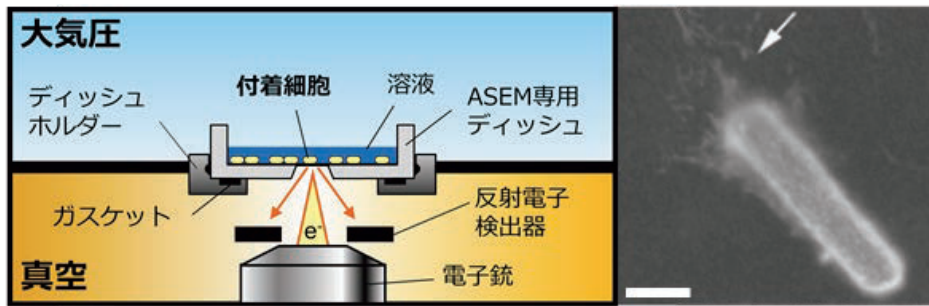 大気圧
ディッシュ
ホルダー
付着細胞
溶液
ASEM専用
ディッシュ
ガスケット
反射電子
検出器
e⁻
真空
電子銃